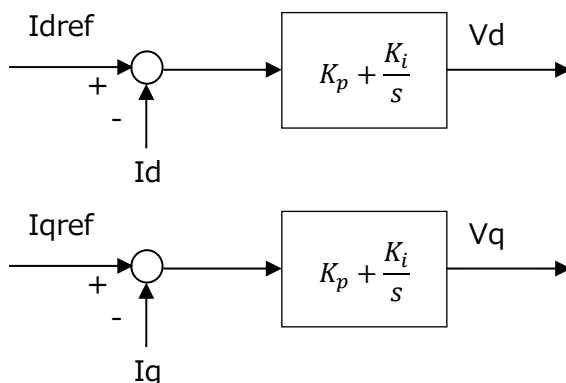 Idref
Vd
+
-
K_p + K_i/s
Id
Iqref
Vq
+
-
K_p + K_i/s
Iq